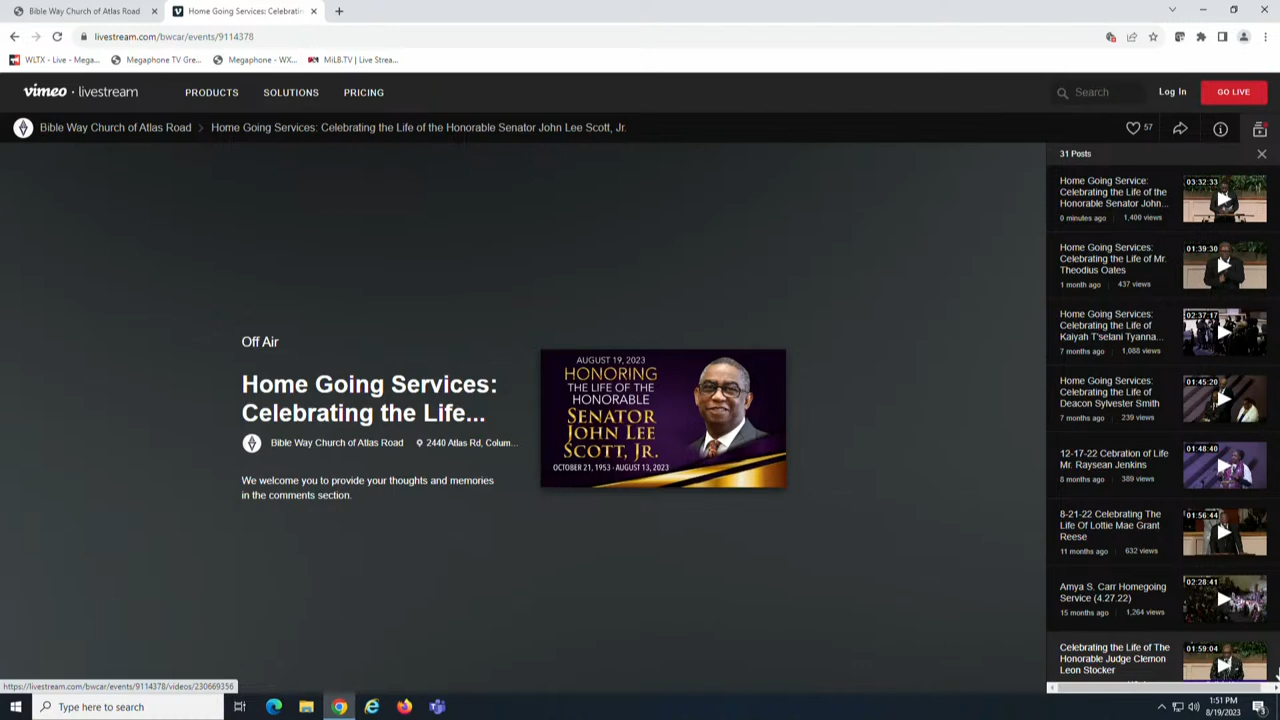 Bible Way Church of Atlas Road
Home Going Services: Celebratin
livestream.com/bwcar/events/9114378
WLTX - Live - Mega...
Megaphone TV Gre...
Megaphone - WX...
MiLB.TV | Live Strea...
vimeo · livestream
PRODUCTS
SOLUTIONS
PRICING
Search
Log In
GO LIVE
Bible Way Church of Atlas Road > Home Going Services: Celebrating the Life of the Honorable Senator John Lee Scott, Jr.
57
Off Air
Home Going Services:
Celebrating the Life...
Bible Way Church of Atlas Road
2440 Atlas Rd, Colum...
We welcome you to provide your thoughts and memories
in the comments section.
AUGUST 19, 2023
HONORING
THE LIFE OF THE
HONORABLE
SENATOR
JOHN LEE
SCOTT, JR.
OCTOBER 21, 1953 - AUGUST 13, 2023
31 Posts
Home Going Service:
Celebrating the Life of the
Honorable Senator John...
0 minutes ago | 1,400 views
03:32:33
Home Going Services:
Celebrating the Life of Mr.
Theodius Oates
1 month ago | 437 views
01:39:30
Home Going Services:
Celebrating the Life of
Kaiyah T'selani Tyanna...
7 months ago | 1,088 views
02:37:17
Home Going Services:
Celebrating the Life of
Deacon Sylvester Smith
7 months ago | 239 views
01:45:20
12-17-22 Cebration of Life
Mr. Raysean Jenkins
8 months ago | 389 views
01:48:40
8-21-22 Celebrating The
Life Of Lottie Mae Grant
Reese
11 months ago | 632 views
01:56:44
Amya S. Carr Homegoing
Service (4.27.22)
15 months ago | 1,264 views
02:28:41
Celebrating the Life of The
Honorable Judge Clemon
Leon Stocker
01:59:04
https://livestream.com/bwcar/events/9114378/videos/230669356
Type here to search
1:51 PM
8/19/2023
3